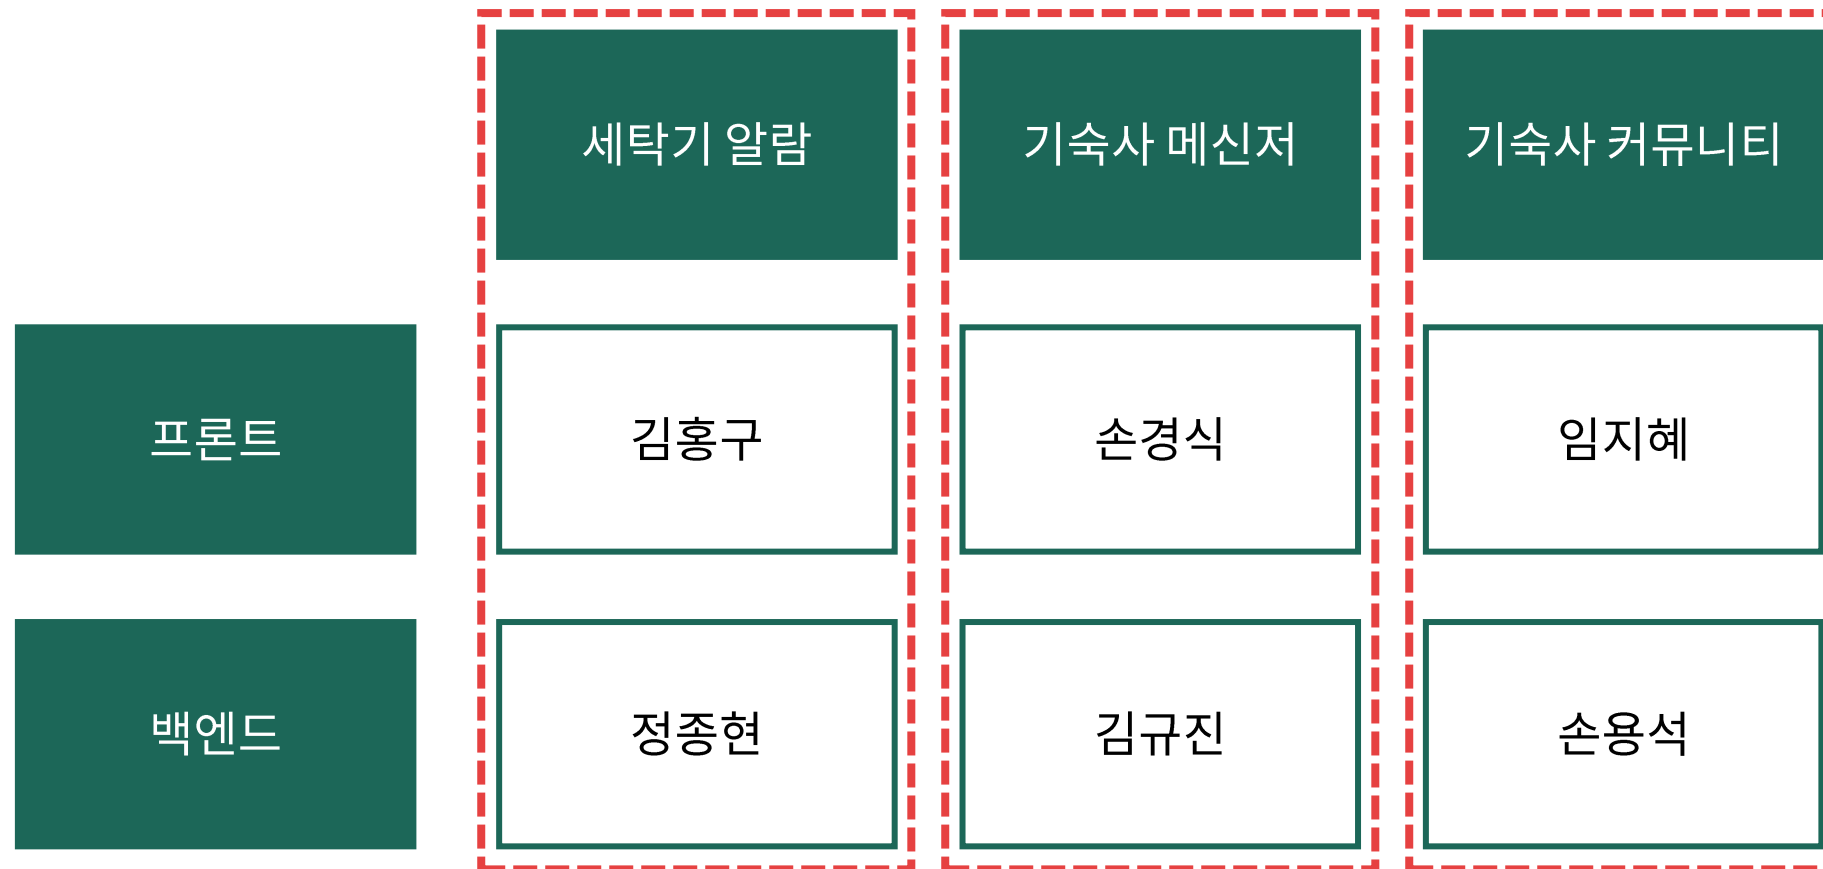 세탁기 알람
기숙사 메신저
기숙사 커뮤니티
프론트
김홍구
손경식
임지혜
백엔드
정종현
김규진
손용석